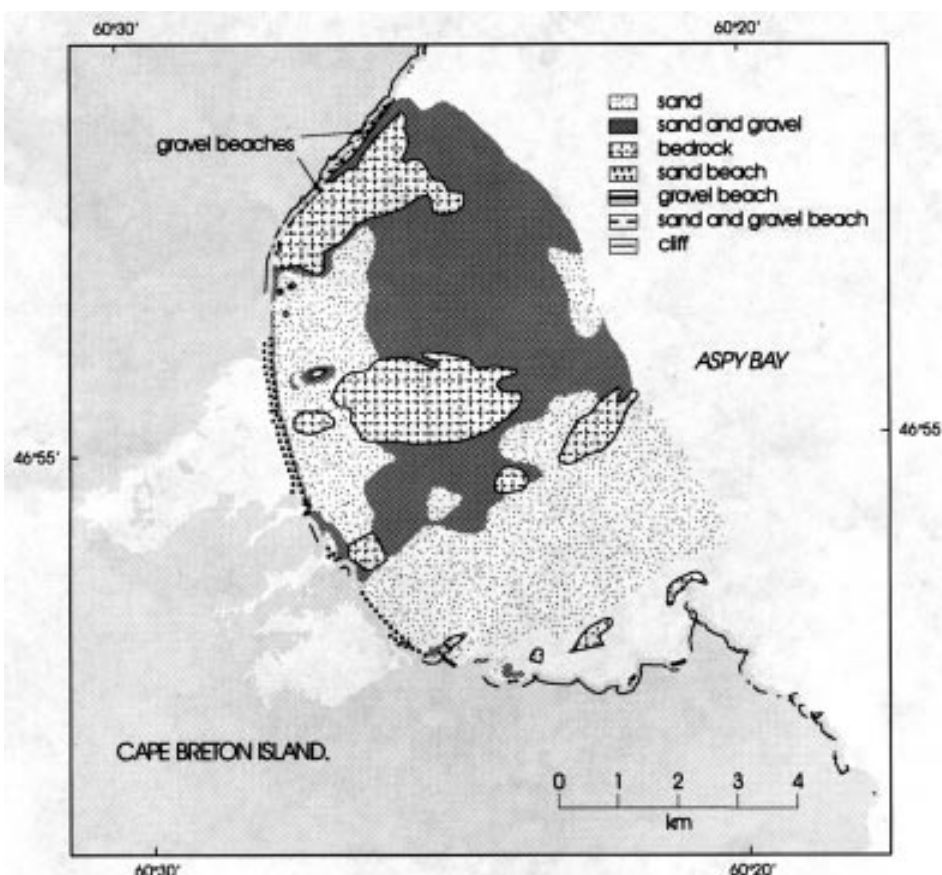 60°30'
60°20'
sand
sand and gravel
bedrock
sand beach
gravel beach
sand and gravel beach
cliff
gravel beaches
ASPY BAY
46°55'
46°55
CAPE BRETON ISLAND.
0 1 2 3 4
km
60°30'
60°20'